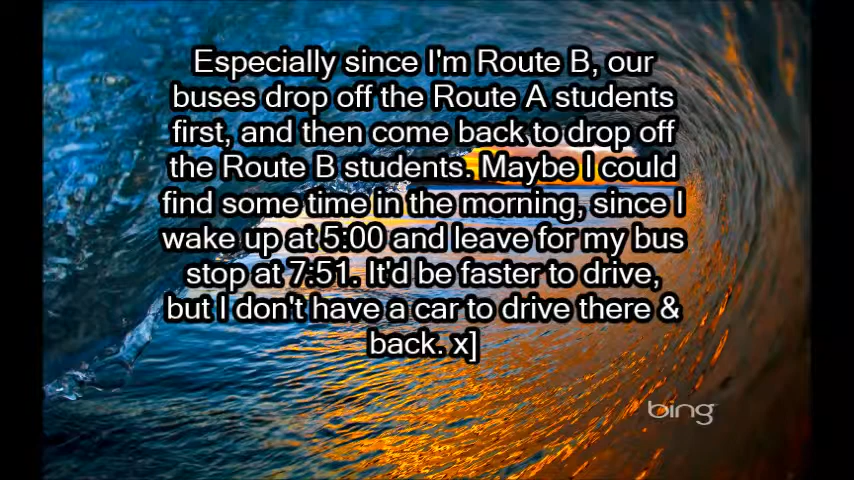 Especially since I'm Route B, our
buses drop off the Route A students
first, and then come back to drop off
the Route B students. Maybe I could
find some time in the morning, since I
wake up at 5:00 and leave for my bus
stop at 7:51. It'd be faster to drive,
but I don't have a car to drive there &
back. x]
bing